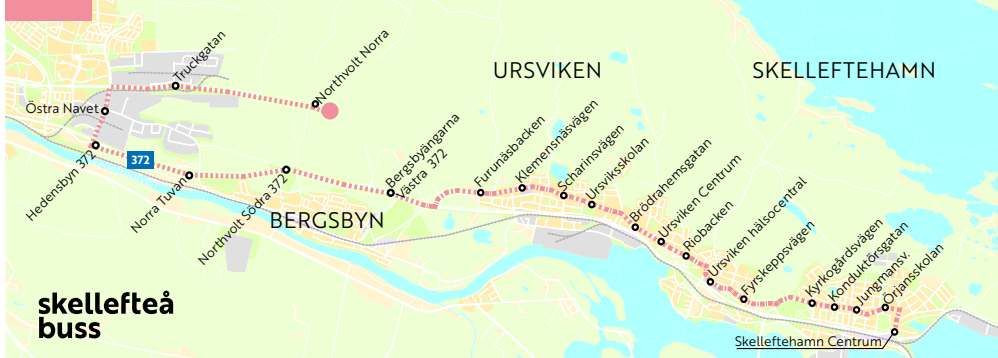 Northvolt Norra
Truckgatan
URSVIKEN
SKELLEFTEHAMN
Östra Navet
372
Hedensbyn 372
Norra Tuvan
Northvolt Södra 372
Bergsbyängarna
Västra 372
BERGSBYN
Furunäsbacken
Klemensnäsvägen
Scharinsvägen
Ursviksskolan
Brödrahemsgatan
Ursviken Centrum
Riobacken
Ursviken hälsocentral
Fyrskeppsvägen
Kyrkogårdsvägen
Konduktörsgatan
Jungmansv.
Örjansskolan
Skelleftehamn Centrum
skellefteå
buss